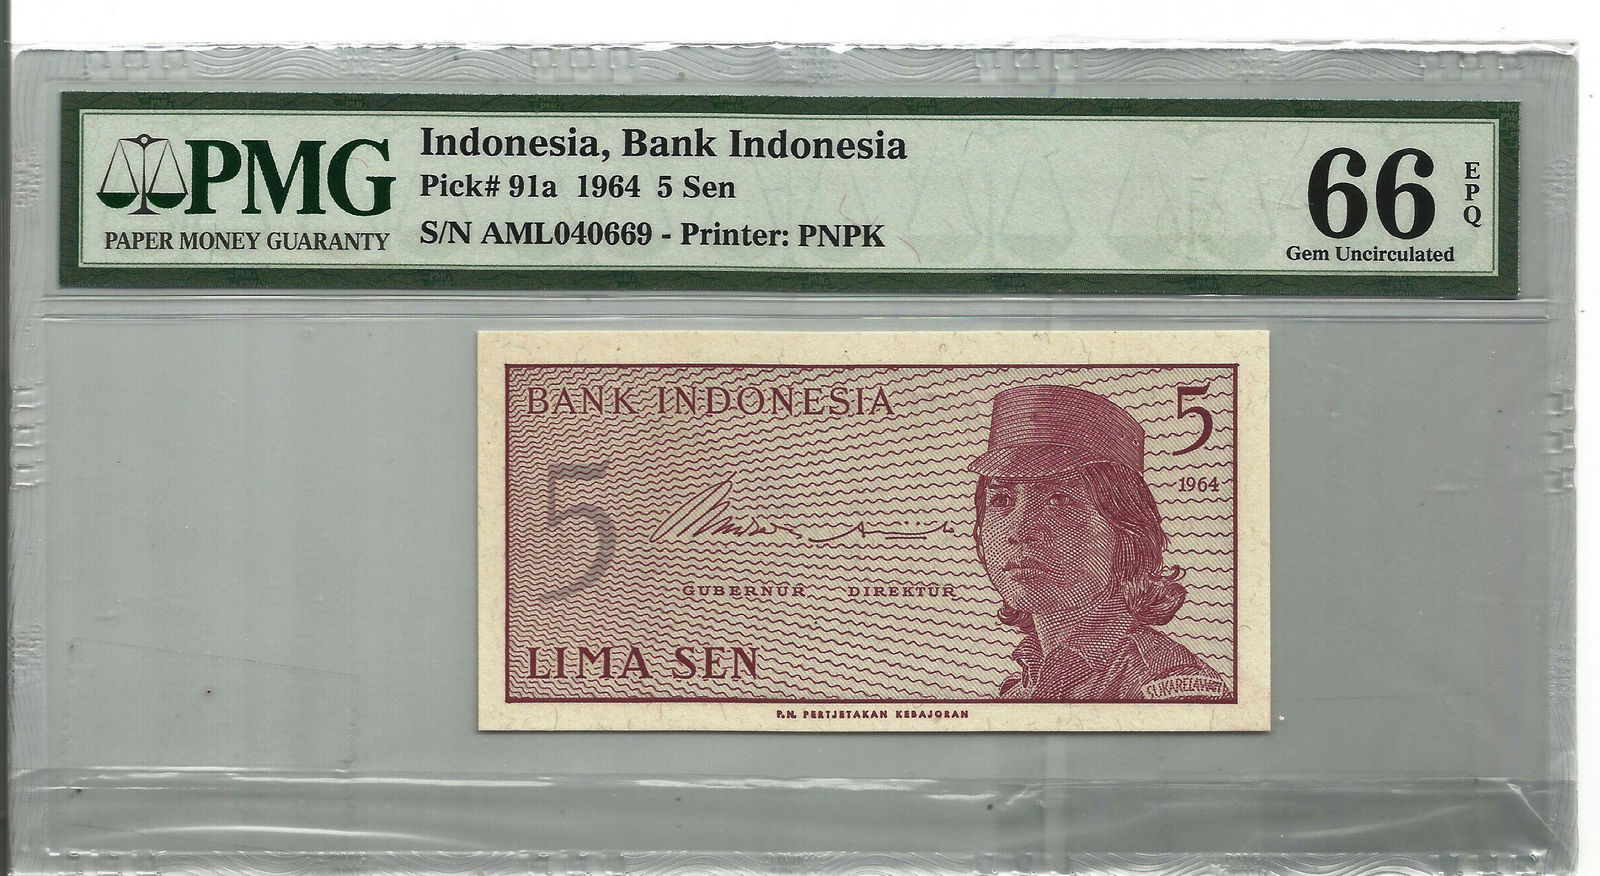 PMG
PAPER MONEY GUARANTY
Indonesia, Bank Indonesia
Pick# 91a 1964 5 Sen
S/N AML040669 - Printer: PNPK
66
EPQ
Gem Uncirculated
BANK INDONESIA
5
1964
5
GUBERNUR DIREKTUR
LIMA SEN
SUKARELAWATI
P.N. PERTJETAKAN KEBAJORAN